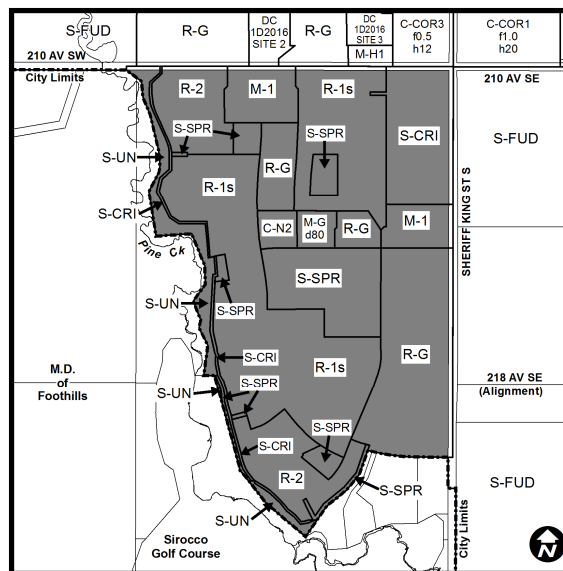 S-FUD
R-G
DC
1D2016
SITE 2
R-G
DC
1D2016
SITE 3
M-H1
C-COR3
f0.5
h12
C-COR1
f1.0
h20
210 AV SW
City Limits
210 AV SE
R-2
M-1
R-1s
S-SPR
S-SPR
S-CRI
S-FUD
S-UN
R-G
R-1s
S-CRI
C-N2
M-G
d80
R-G
M-1
SHERIFF KING ST S
Pine Ck
S-SPR
S-UN
S-SPR
S-CRI
R-1s
R-G
M.D.
of
Foothills
S-UN
S-SPR
218 AV SE
(Alignment)
S-SPR
S-CRI
R-2
S-SPR
S-UN
S-FUD
Sirocco
Golf Course
City Limits
N